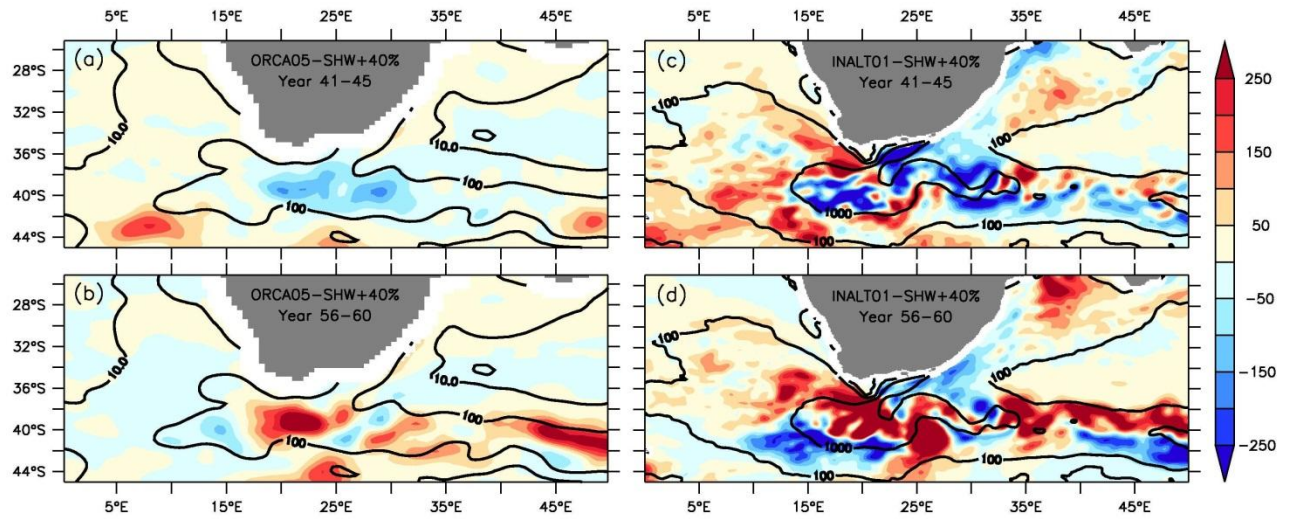 5°E 15°E 25°E 35°E 45°E 5°E 15°E 25°E 35°E 45°E
(a) ORCA05-SHW+40%
Year 41-45
28°S
32°S
36°S
40°S
44°S
10.0
10.0
100
100
(c) INALT01-SHW+40%
Year 41-45
100
100
1000
100
100
(b) ORCA05-SHW+40%
Year 56-60
28°S
32°S
36°S
40°S
44°S
10.0
10.0
100
100
(d) INALT01-SHW+40%
Year 56-60
100
100
1000
100
100
250
150
50
-50
-150
-250
5°E 15°E 25°E 35°E 45°E 5°E 15°E 25°E 35°E 45°E